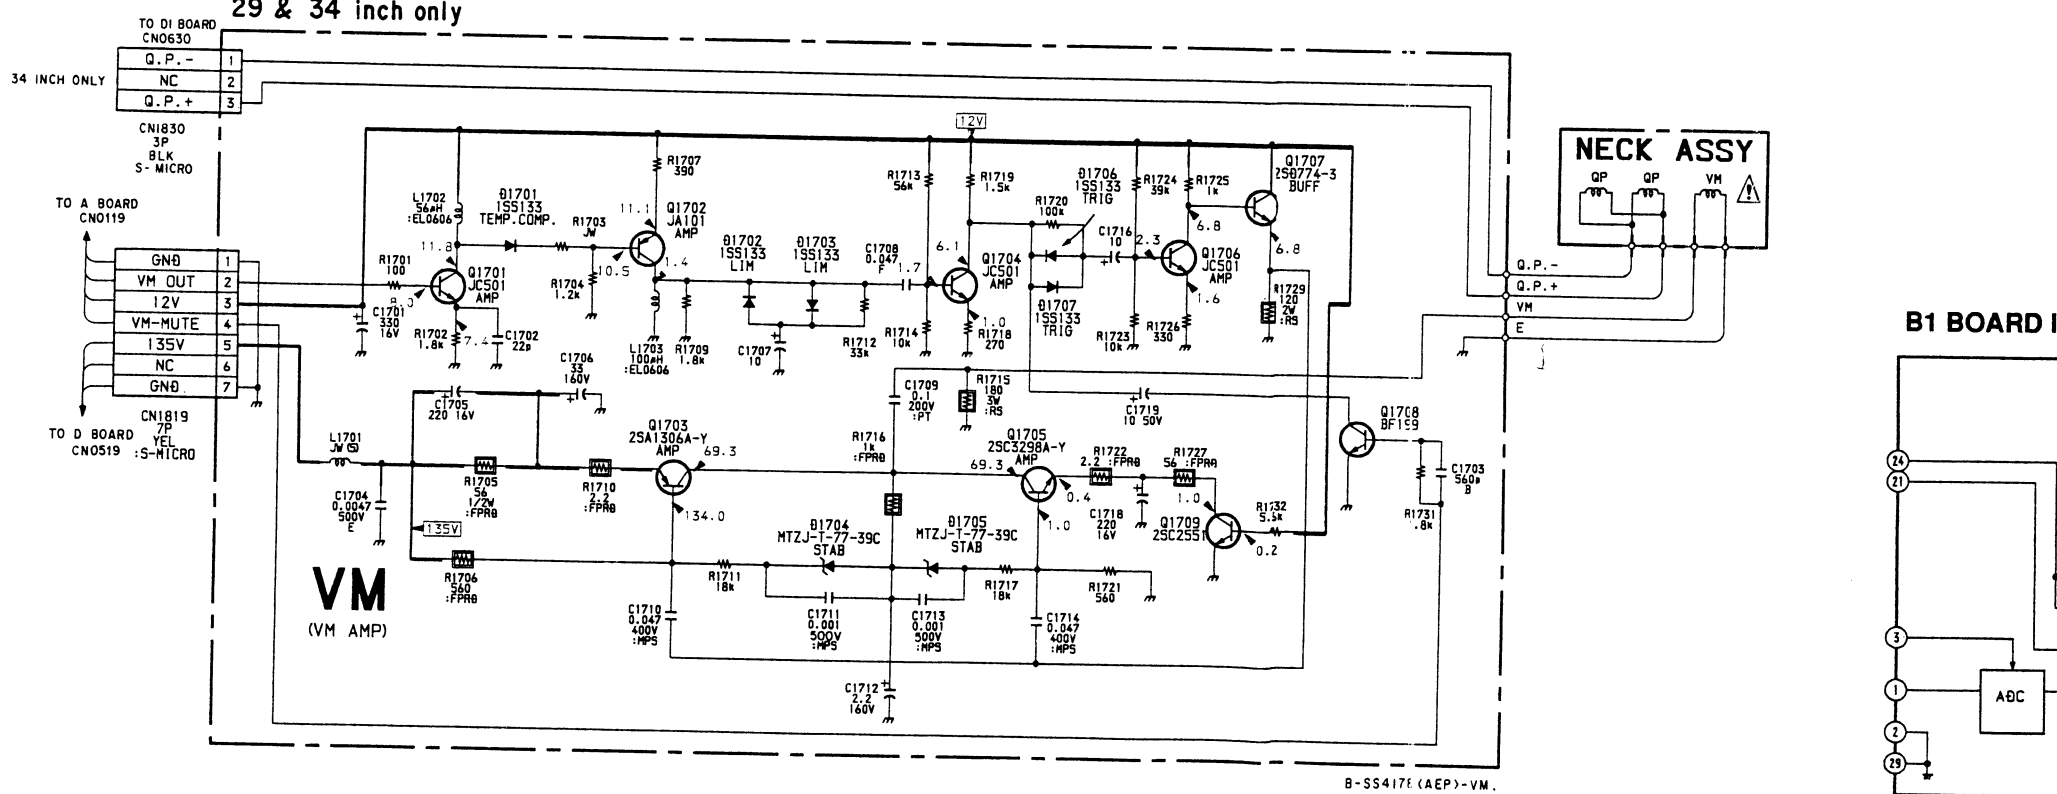 29 & 34 inch only
TO D1 BOARD
CN0630
34 INCH ONLY
Q.P.- 1
NC 2
Q.P.+ 3
CN1830
3P
BLK
S-MICRO
TO A BOARD
CN0119
GND 1
VM OUT 2
12V 3
VM-MUTE 4
135V 5
NC 6
GND 7
CN1819
7P
YEL
:S-MICRO
TO D BOARD
CN0519
R1701
100
8.0
C1701
330
16V
L1702
56µH
:EL0606
11.8
Q1701
JC501
AMP
R1702
1.8k
7.4
C1702
22p
D1701
1SS133
TEMP.COMP.
R1703
JW
R1704
1.2k
10.5
R1707
390
11.1
Q1702
JA101
AMP
1.4
L1703
100µH
:EL0606
R1709
1.8k
D1702
1SS133
LIM
D1703
1SS133
LIM
C1707
10
R1712
33k
C1708
0.047
F
1.7
R1713
56k
R1714
10k
12V
R1719
1.5k
6.1
Q1704
JC501
AMP
1.0
R1718
270
R1720
100k
D1706
1SS133
TRIG
D1707
1SS133
TRIG
C1716
10
R1724
39k
2.3
R1723
10k
R1725
1k
6.8
Q1706
JC501
AMP
1.6
R1726
330
Q1707
2SD774-3
BUFF
6.8
R1729
120
2W
:RS
NECK ASSY
QP
QP
VM
Q.P.-
Q.P.+
VM
E
C1705
220 16V
C1706
33
160V
L1701
JW (5)
C1704
0.0047
500V
E
R1705
56
1/2W
:FPRD
135V
R1706
560
:FPRD
R1710
2.2
:FPRD
Q1703
2SA1306A-Y
AMP
69.3
134.0
R1711
18k
C1710
0.047
400V
:MPS
D1704
MTZJ-T-77-39C
STAB
C1711
0.001
500V
:MPS
C1709
0.1
200V
:PT
R1715
180
3W
:RS
R1716
1k
:FPRD
C1712
2.2
160V
D1705
MTZJ-T-77-39C
STAB
C1713
0.001
500V
:MPS
R1717
18k
Q1705
2SC3298A-Y
AMP
69.3
0.4
1.0
C1714
0.047
400V
:MPS
R1721
560
R1722
2.2 :FPRD
C1718
220
16V
R1727
56 :FPRD
1.0
Q1709
2SC2551
0.2
R1732
C1719
10 50V
Q1708
BF199
R1731
C1703
560p
B
VM
(VM AMP)
(AEP)-VM.
B1 BOARD
24
21
3
1
ADC
2
29